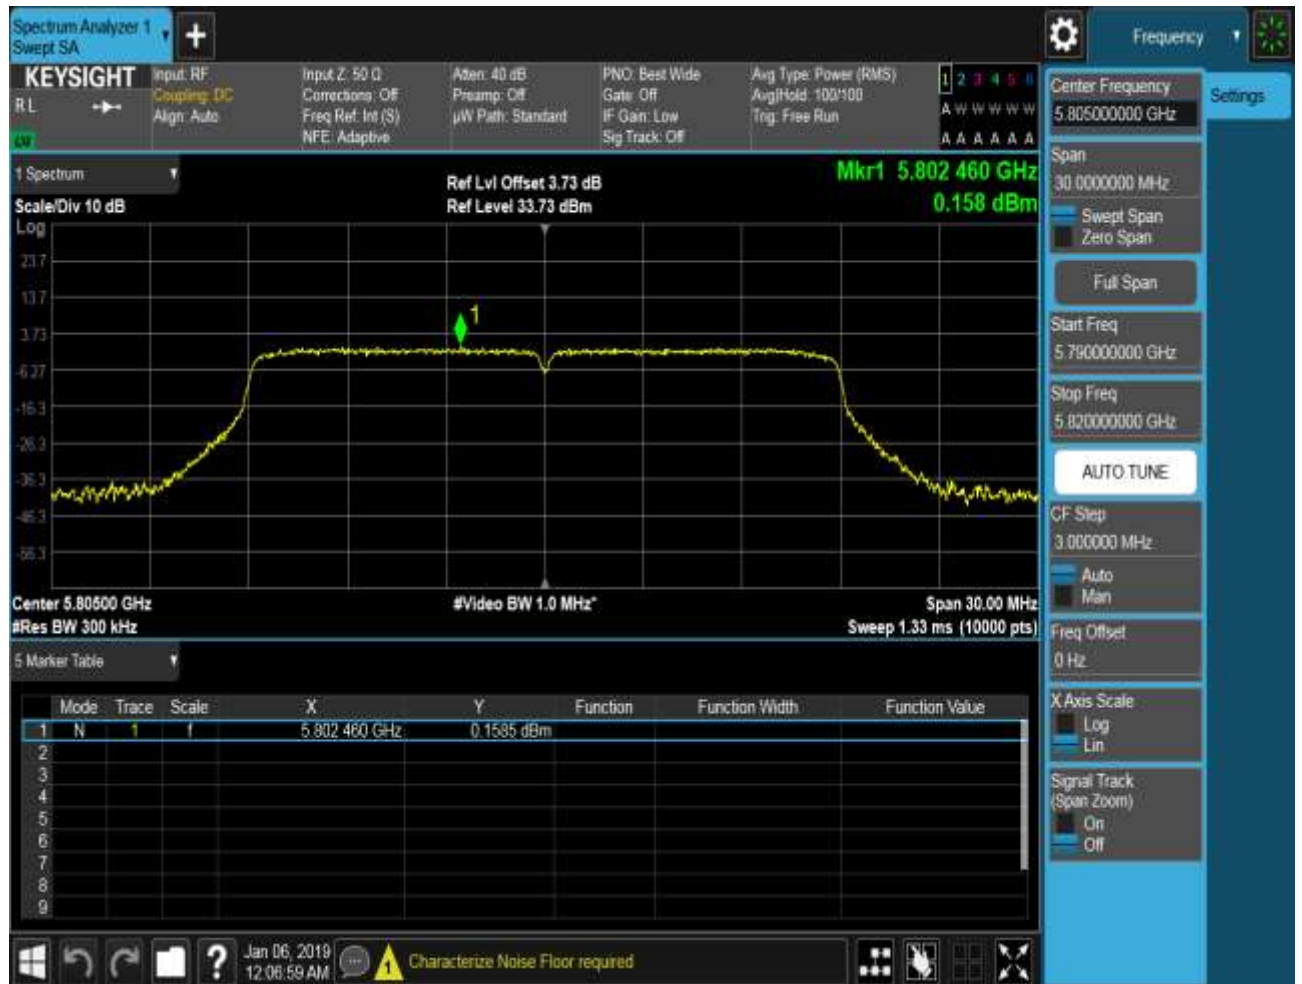 Spectrum Analyzer 1
Swept SA
+
Frequency
KEYSIGHT
RL
Input: RF
Coupling: DC
Align: Auto
Input Z: 50 Ω
Corrections: Off
Freq Ref: Int (S)
NFE: Adaptive
Atten: 40 dB
Preamp: Off
µW Path: Standard
PNO: Best Wide
Gate: Off
IF Gain: Low
Sig Track: Off
Avg Type: Power (RMS)
Avg|Hold: 100/100
Trig: Free Run
1 2 3 4 5 6
A W W W W W
A A A A A A
1 Spectrum
Scale/Div 10 dB
Log
Ref Lvl Offset 3.73 dB
Ref Level 33.73 dBm
Mkr1 5.802 460 GHz
0.158 dBm
23.7
13.7
3.73
-6.27
-16.3
-26.3
-36.3
-46.3
-56.3
1
Center 5.80500 GHz
#Res BW 300 kHz
#Video BW 1.0 MHz*
Span 30.00 MHz
Sweep 1.33 ms (10000 pts)
5 Marker Table
Mode Trace Scale X Y Function Function Width Function Value
1 N 1 f 5.802 460 GHz 0.1585 dBm
2
3
4
5
6
7
8
9
Center Frequency
5.805000000 GHz
Settings
Span
30.0000000 MHz
Swept Span
Zero Span
Full Span
Start Freq
5.790000000 GHz
Stop Freq
5.820000000 GHz
AUTO TUNE
CF Step
3.000000 MHz
Auto
Man
Freq Offset
0 Hz
X Axis Scale
Log
Lin
Signal Track
(Span Zoom)
On
Off
?
Jan 06, 2019
12:06:59 AM
1
Characterize Noise Floor required